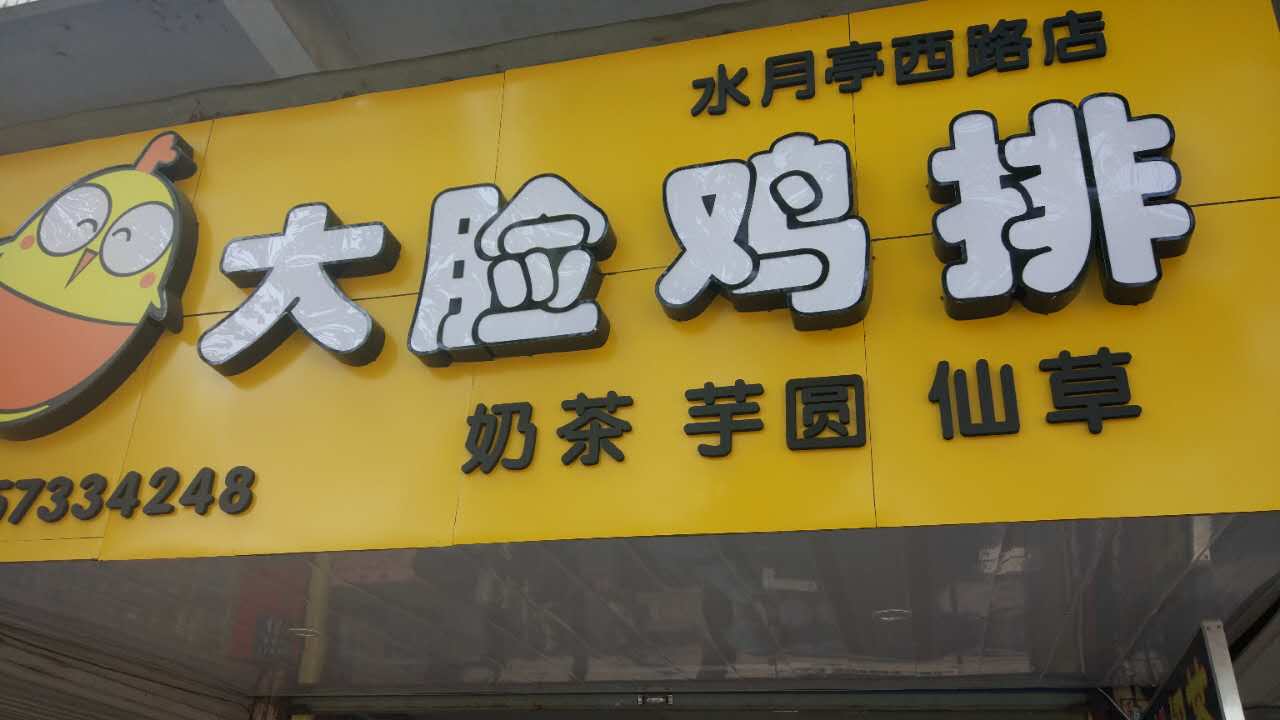 水月亭西路店
大脸鸡排
奶茶 芋圆 仙草
57334248